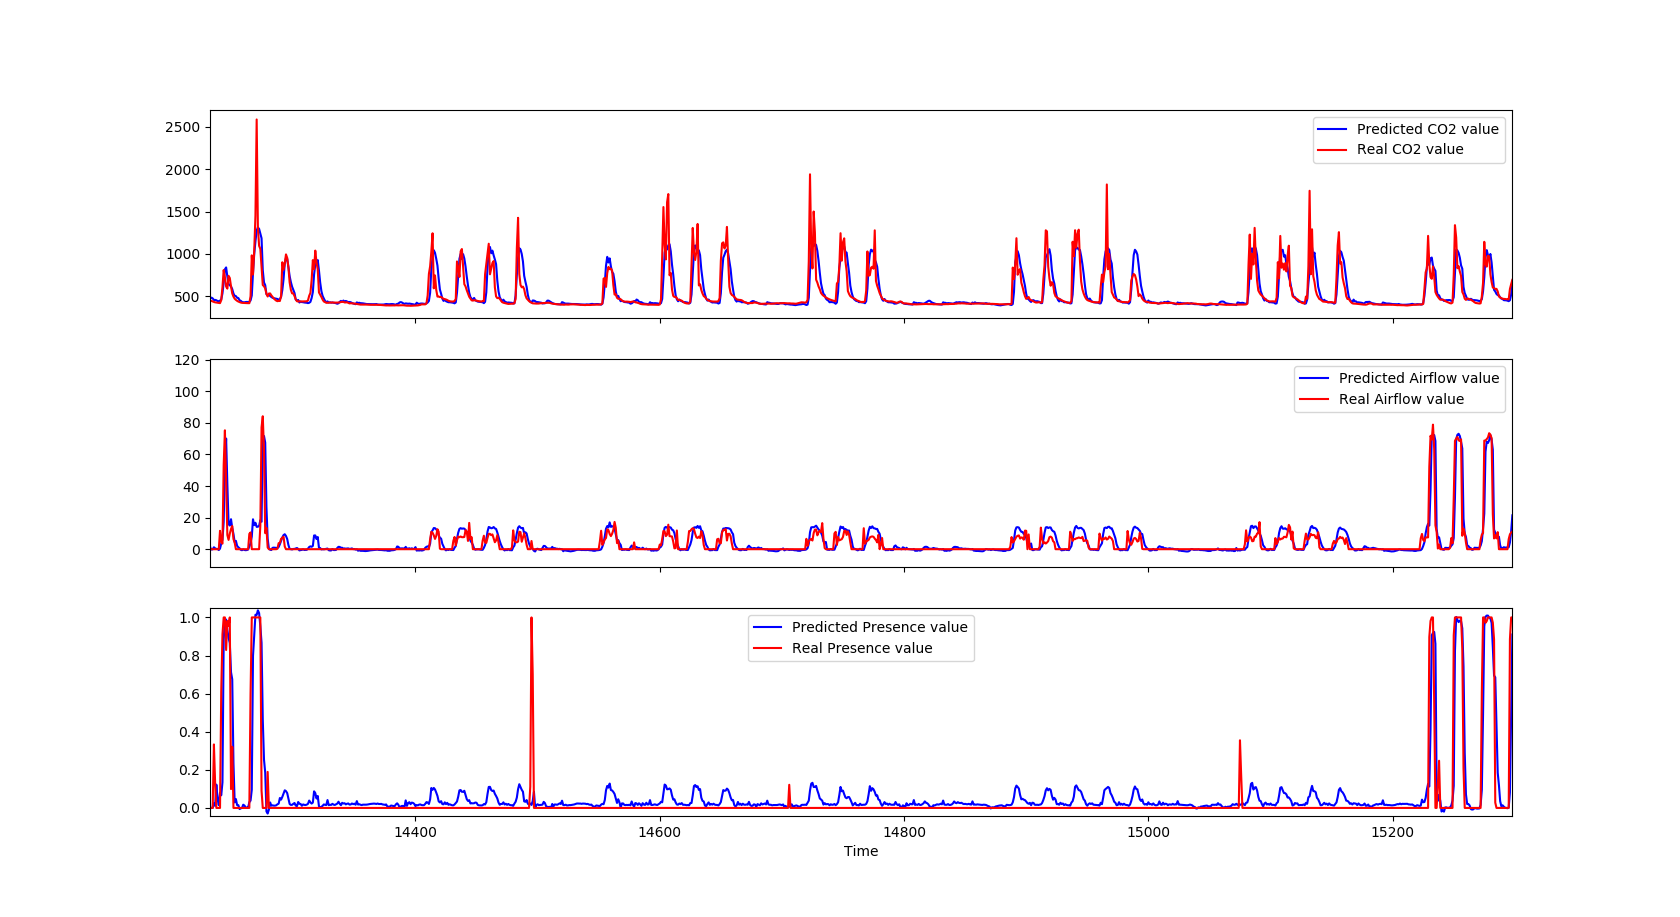 2500
2000
1500
1000
500
Predicted CO2 value
Real CO2 value
120
100
80
60
40
20
0
Predicted Airflow value
Real Airflow value
1.0
0.8
0.6
0.4
0.2
0.0
Predicted Presence value
Real Presence value
14400 14600 14800 15000 15200
Time